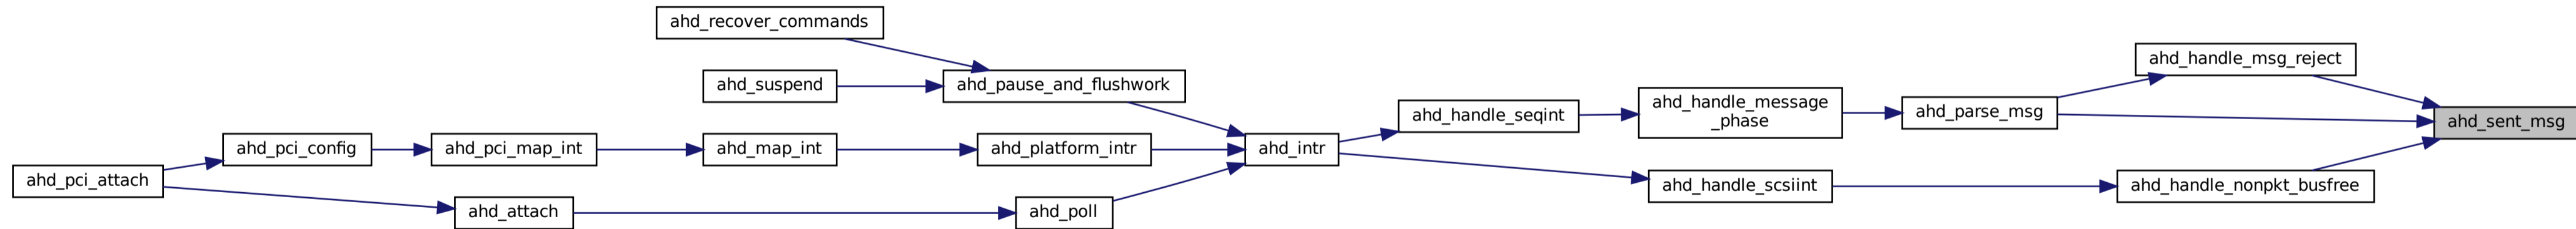 ahd_recover_commands
ahd_handle_msg_reject
ahd_suspend
ahd_pause_and_flushwork
ahd_handle_message
_phase
ahd_handle_seqint
ahd_parse_msg
ahd_sent_msg
ahd_pci_config
ahd_pci_map_int
ahd_map_int
ahd_platform_intr
ahd_intr
ahd_pci_attach
ahd_handle_scsiint
ahd_handle_nonpkt_busfree
ahd_attach
ahd_poll